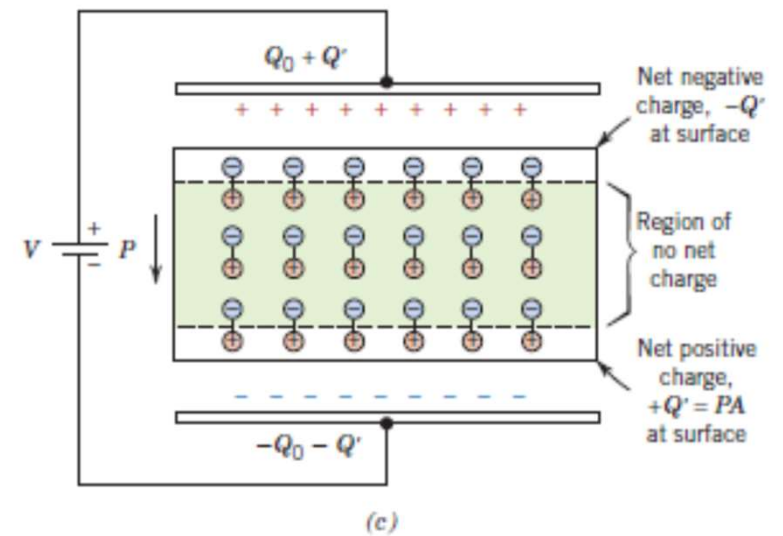 Q₀ + Q'
+ + + + + + + + +
Net negative
charge, –Q'
at surface
V
+
–
P
Region of
no net
charge
Net positive
charge,
+Q' = PA
at surface
– – – – – – – – –
–Q₀ – Q'
(c)